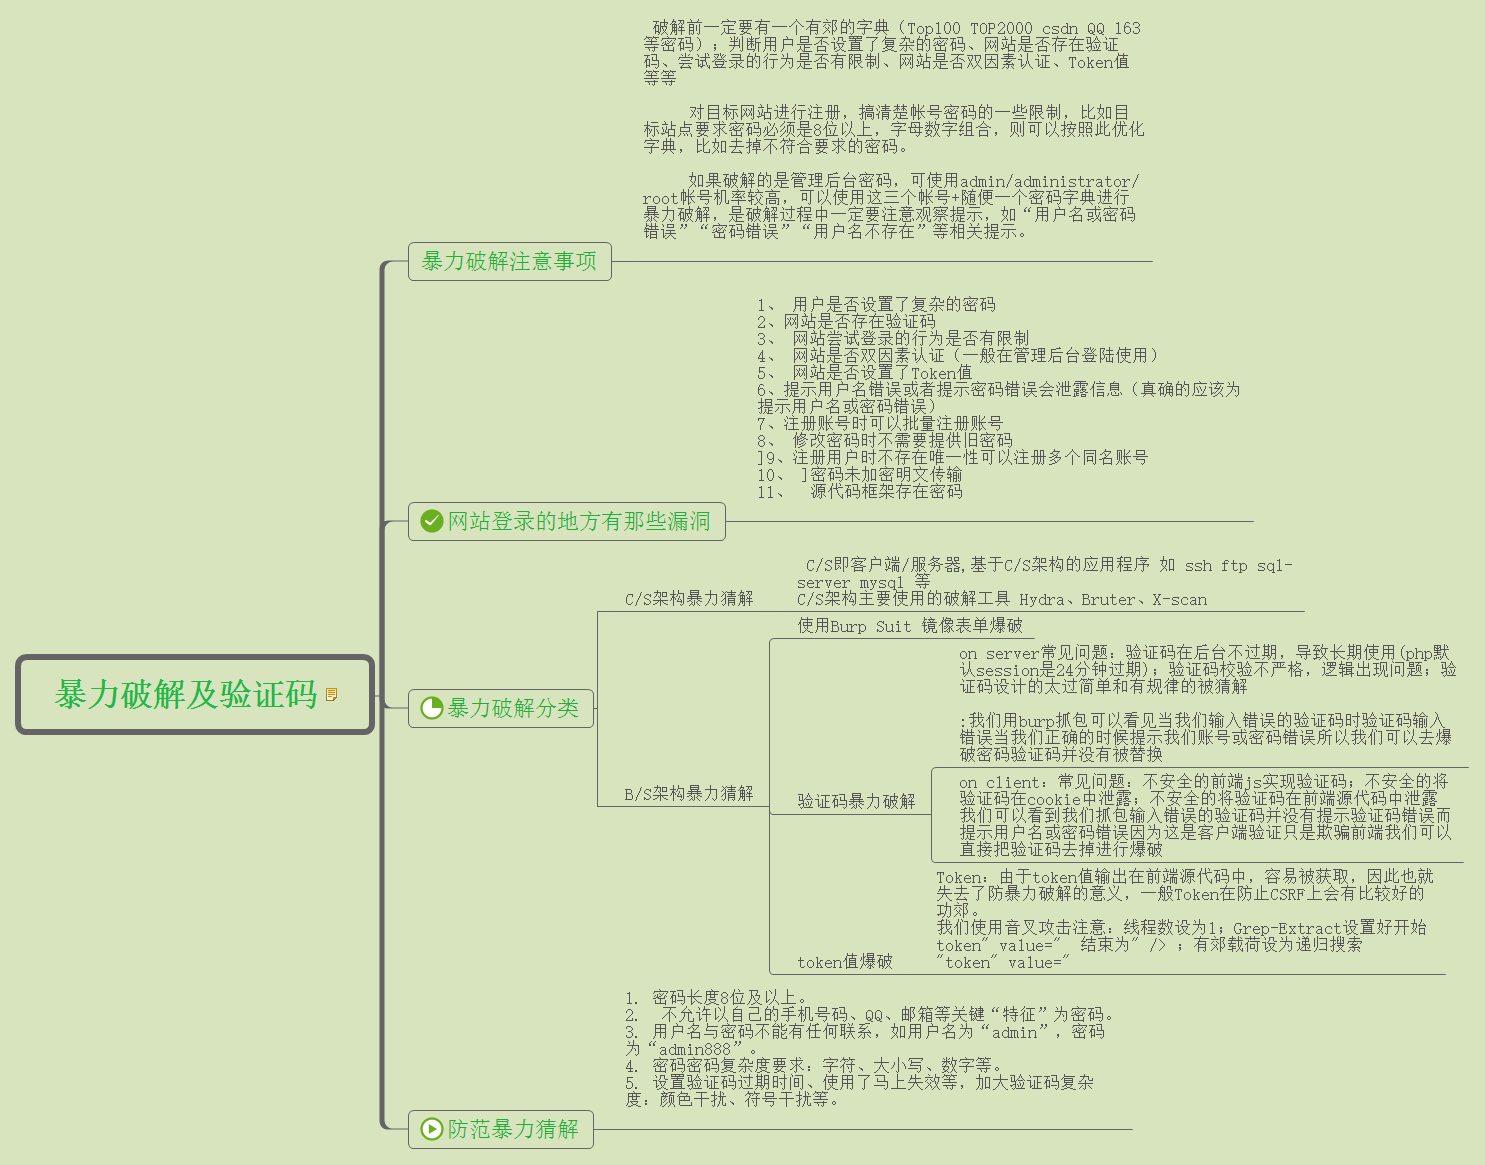 破解前一定要有一个有郊的字典（Top100 TOP2000 csdn QQ 163
等密码）；判断用户是否设置了复杂的密码、网站是否存在验证
码、尝试登录的行为是否有限制、网站是否双因素认证、Token值
等等
对目标网站进行注册，搞清楚帐号密码的一些限制，比如目
标站点要求密码必须是8位以上，字母数字组合，则可以按照此优化
字典，比如去掉不符合要求的密码。
如果破解的是管理后台密码，可使用admin/administrator/
root帐号机率较高，可以使用这三个帐号+随便一个密码字典进行
暴力破解，是破解过程中一定要注意观察提示，如“用户名或密码
错误”“密码错误”“用户名不存在”等相关提示。
暴力破解注意事项
1、 用户是否设置了复杂的密码
2、网站是否存在验证码
3、 网站尝试登录的行为是否有限制
4、 网站是否双因素认证（一般在管理后台登陆使用）
5、 网站是否设置了Token值
6、提示用户名错误或者提示密码错误会泄露信息（真确的应该为
提示用户名或密码错误）
7、注册账号时可以批量注册账号
8、 修改密码时不需要提供旧密码
]9、注册用户时不存在唯一性可以注册多个同名账号
10、 ]密码未加密明文传输
11、 源代码框架存在密码
网站登录的地方有那些漏洞
C/S即客户端/服务器,基于C/S架构的应用程序 如 ssh ftp sql-
server mysql 等
C/S架构暴力猜解
C/S架构主要使用的破解工具 Hydra、Bruter、X-scan
使用Burp Suit 镜像表单爆破
on server常见问题：验证码在后台不过期，导致长期使用(php默
认session是24分钟过期)；验证码校验不严格，逻辑出现问题；验
证码设计的太过简单和有规律的被猜解
:我们用burp抓包可以看见当我们输入错误的验证码时验证码输入
错误当我们正确的时候提示我们账号或密码错误所以我们可以去爆
破密码验证码并没有被替换
暴力破解及验证码
暴力破解分类
B/S架构暴力猜解
验证码暴力破解
on client：常见问题：不安全的前端js实现验证码；不安全的将
验证码在cookie中泄露；不安全的将验证码在前端源代码中泄露
我们可以看到我们抓包输入错误的验证码并没有提示验证码错误而
提示用户名或密码错误因为这是客户端验证只是欺骗前端我们可以
直接把验证码去掉进行爆破
Token：由于token值输出在前端源代码中，容易被获取，因此也就
失去了防暴力破解的意义，一般Token在防止CSRF上会有比较好的
功郊。
我们使用音叉攻击注意：线程数设为1；Grep-Extract设置好开始
token" value=" 结束为" /> ；有郊载荷设为递归搜索
token值爆破
"token" value="
1. 密码长度8位及以上。
2. 不允许以自己的手机号码、QQ、邮箱等关键“特征”为密码。
3. 用户名与密码不能有任何联系，如用户名为“admin”，密码
为“admin888”。
4. 密码密码复杂度要求：字符、大小写、数字等。
5. 设置验证码过期时间、使用了马上失效等，加大验证码复杂
度：颜色干扰、符号干扰等。
防范暴力猜解